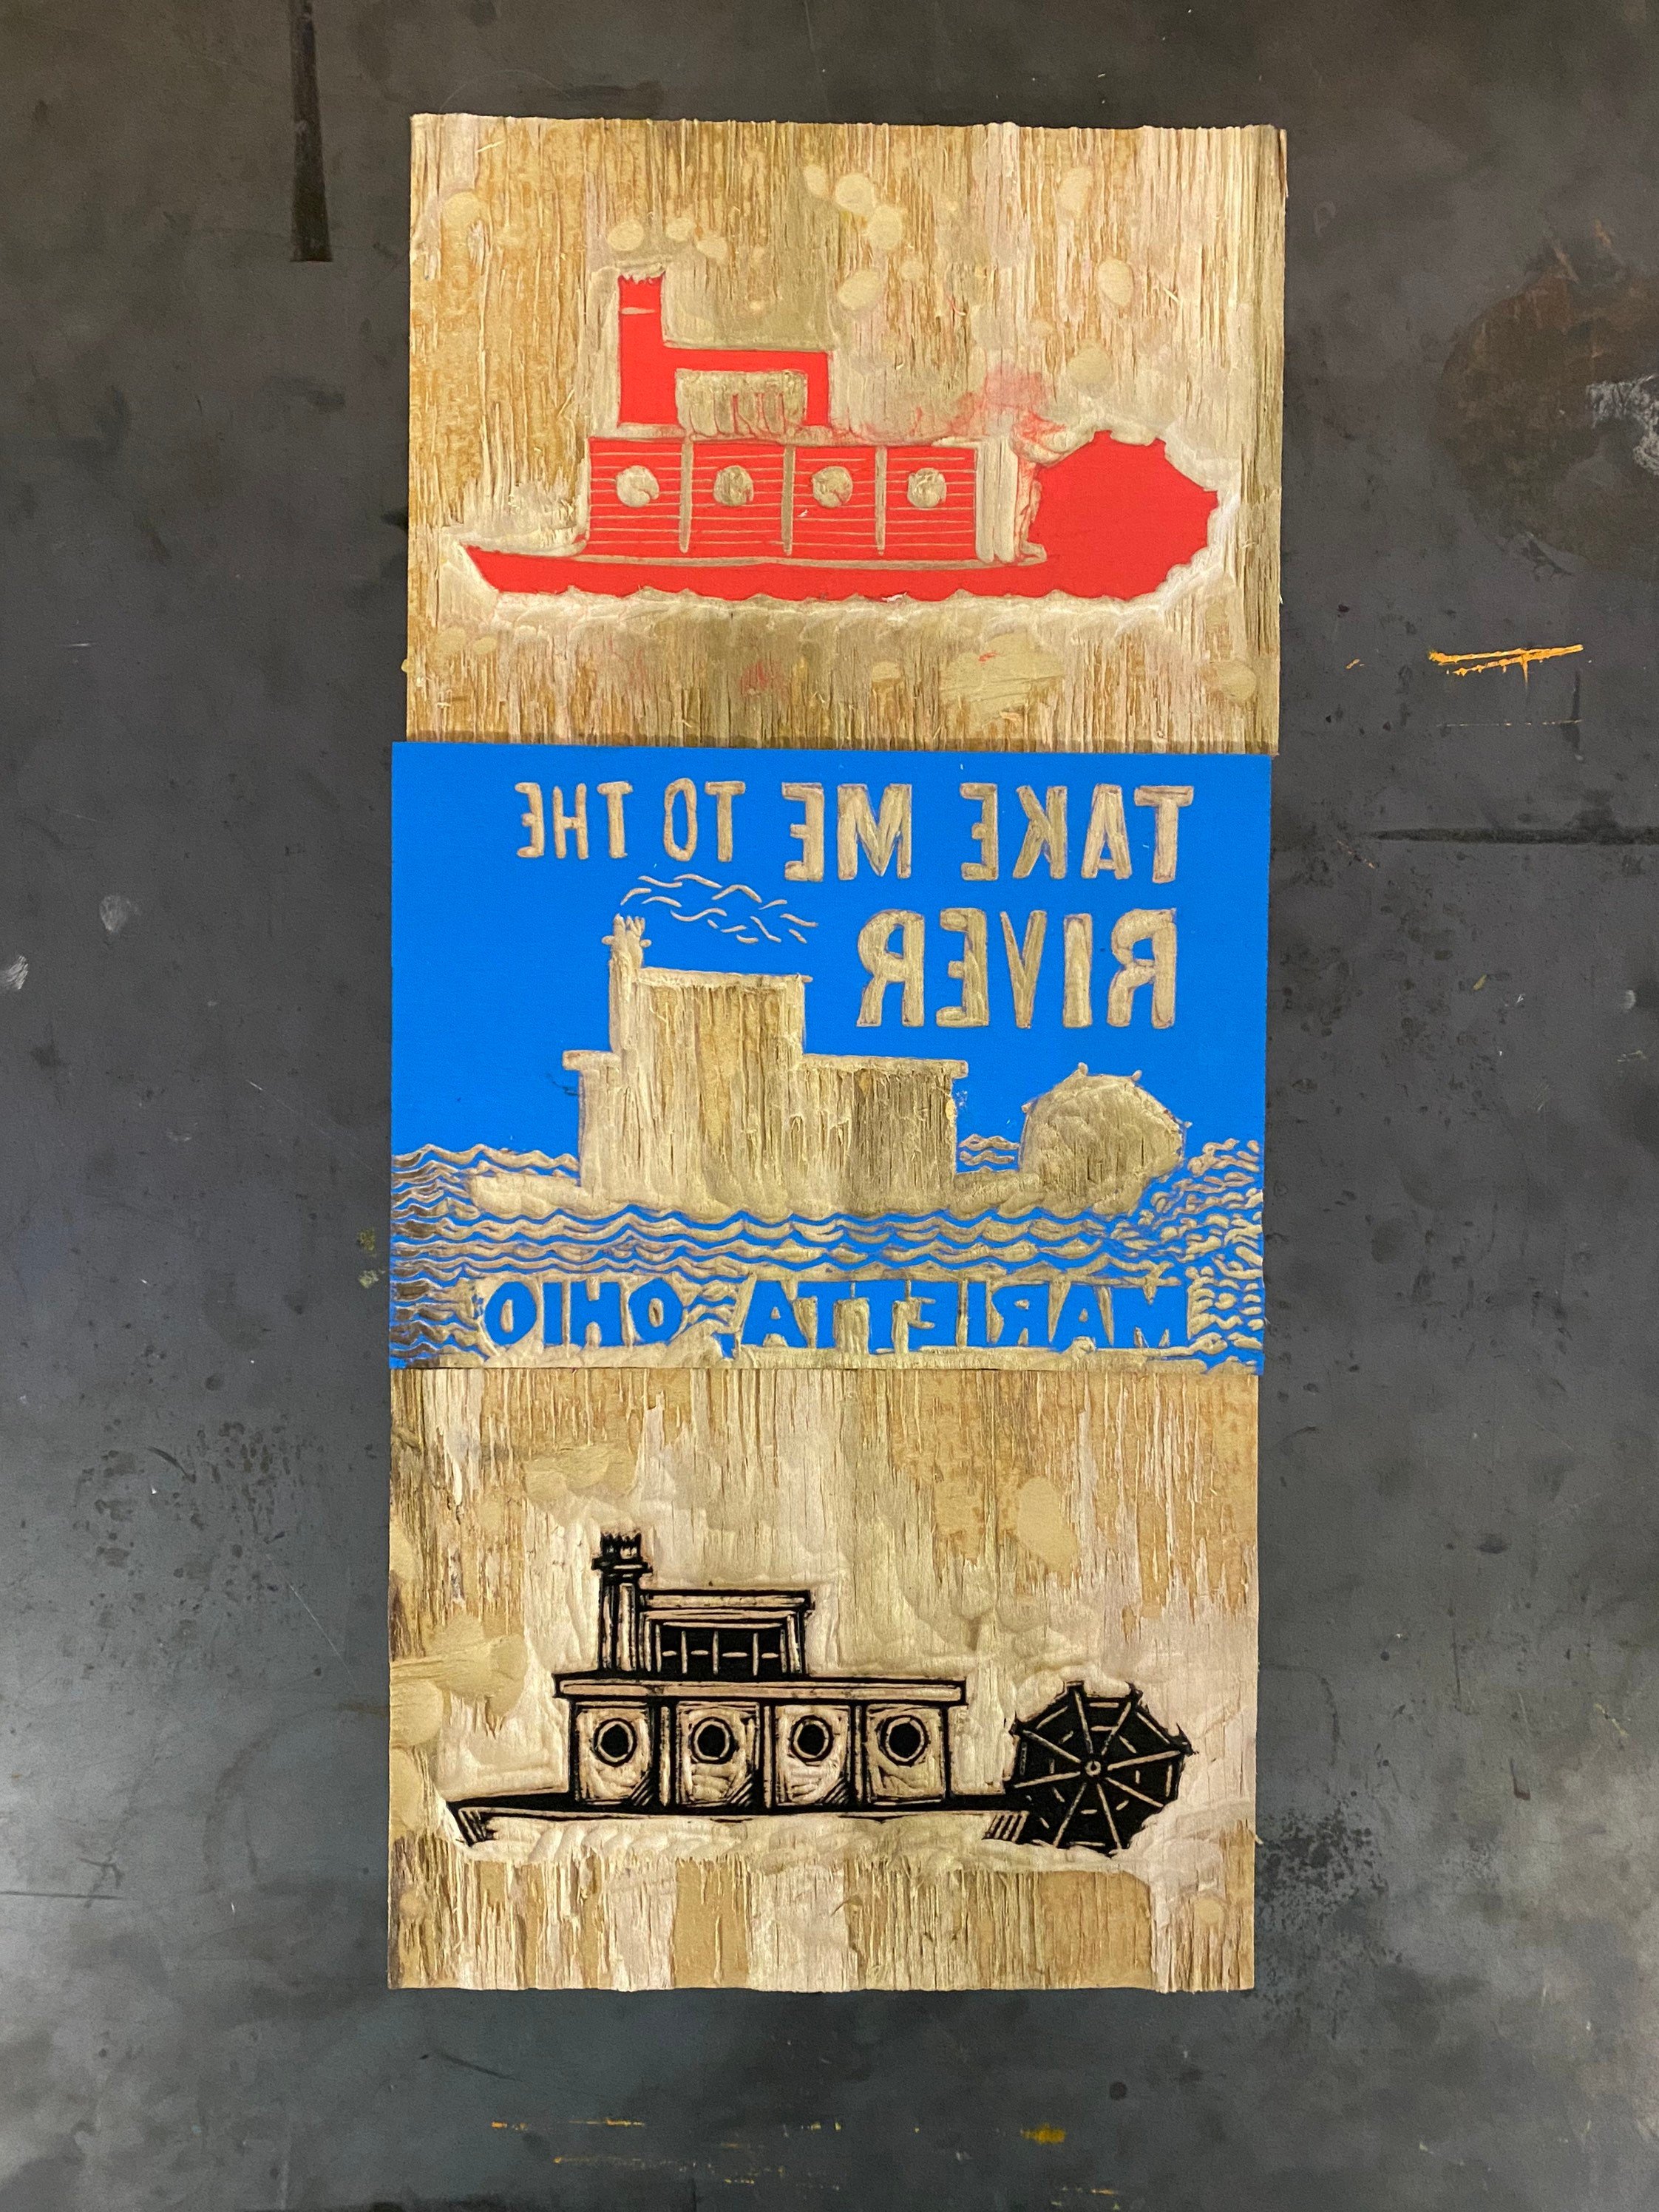 TAKE ME TO THE
RIVER
MARIETTA, OHIO